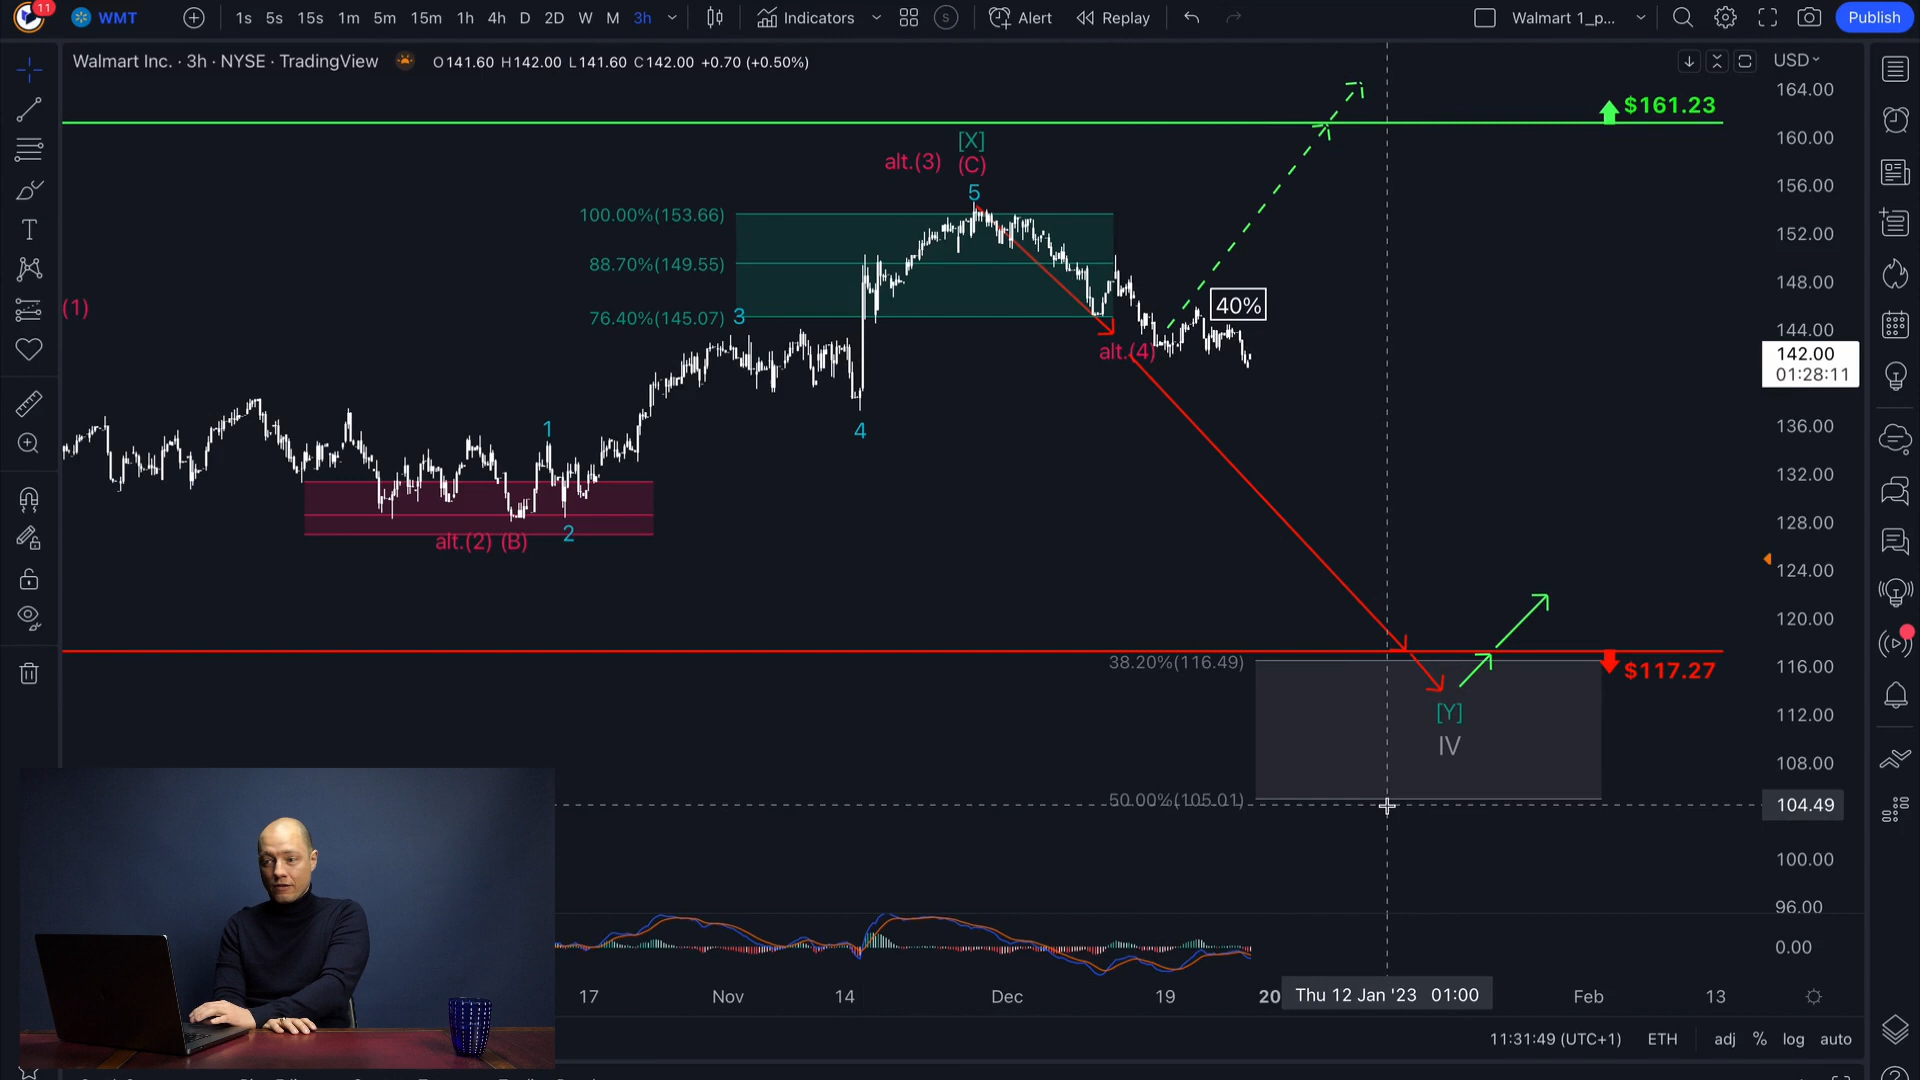 11
WMT
1s 5s 15s 1m 5m 15m 1h 4h D 2D W M 3h
Indicators
S
Alert
Replay
Walmart 1_p...
Publish
Walmart Inc. · 3h · NYSE · TradingView
O141.60 H142.00 L141.60 C142.00 +0.70 (+0.50%)
USD
164.00
$161.23
160.00
[X]
alt.(3) (C)
156.00
5
100.00%(153.66)
152.00
88.70%(149.55)
148.00
(1)
40%
76.40%(145.07) 3
144.00
alt.(4)
142.00
01:28:11
136.00
1
4
132.00
128.00
2
alt.(2) (B)
124.00
120.00
38.20%(116.49)
116.00
$117.27
[Y]
112.00
IV
108.00
50.00%(105.01)
104.49
100.00
96.00
0.00
17 Nov 14 Dec 19 20 Thu 12 Jan '23 01:00 Feb 13
11:31:49 (UTC+1) ETH adj % log auto